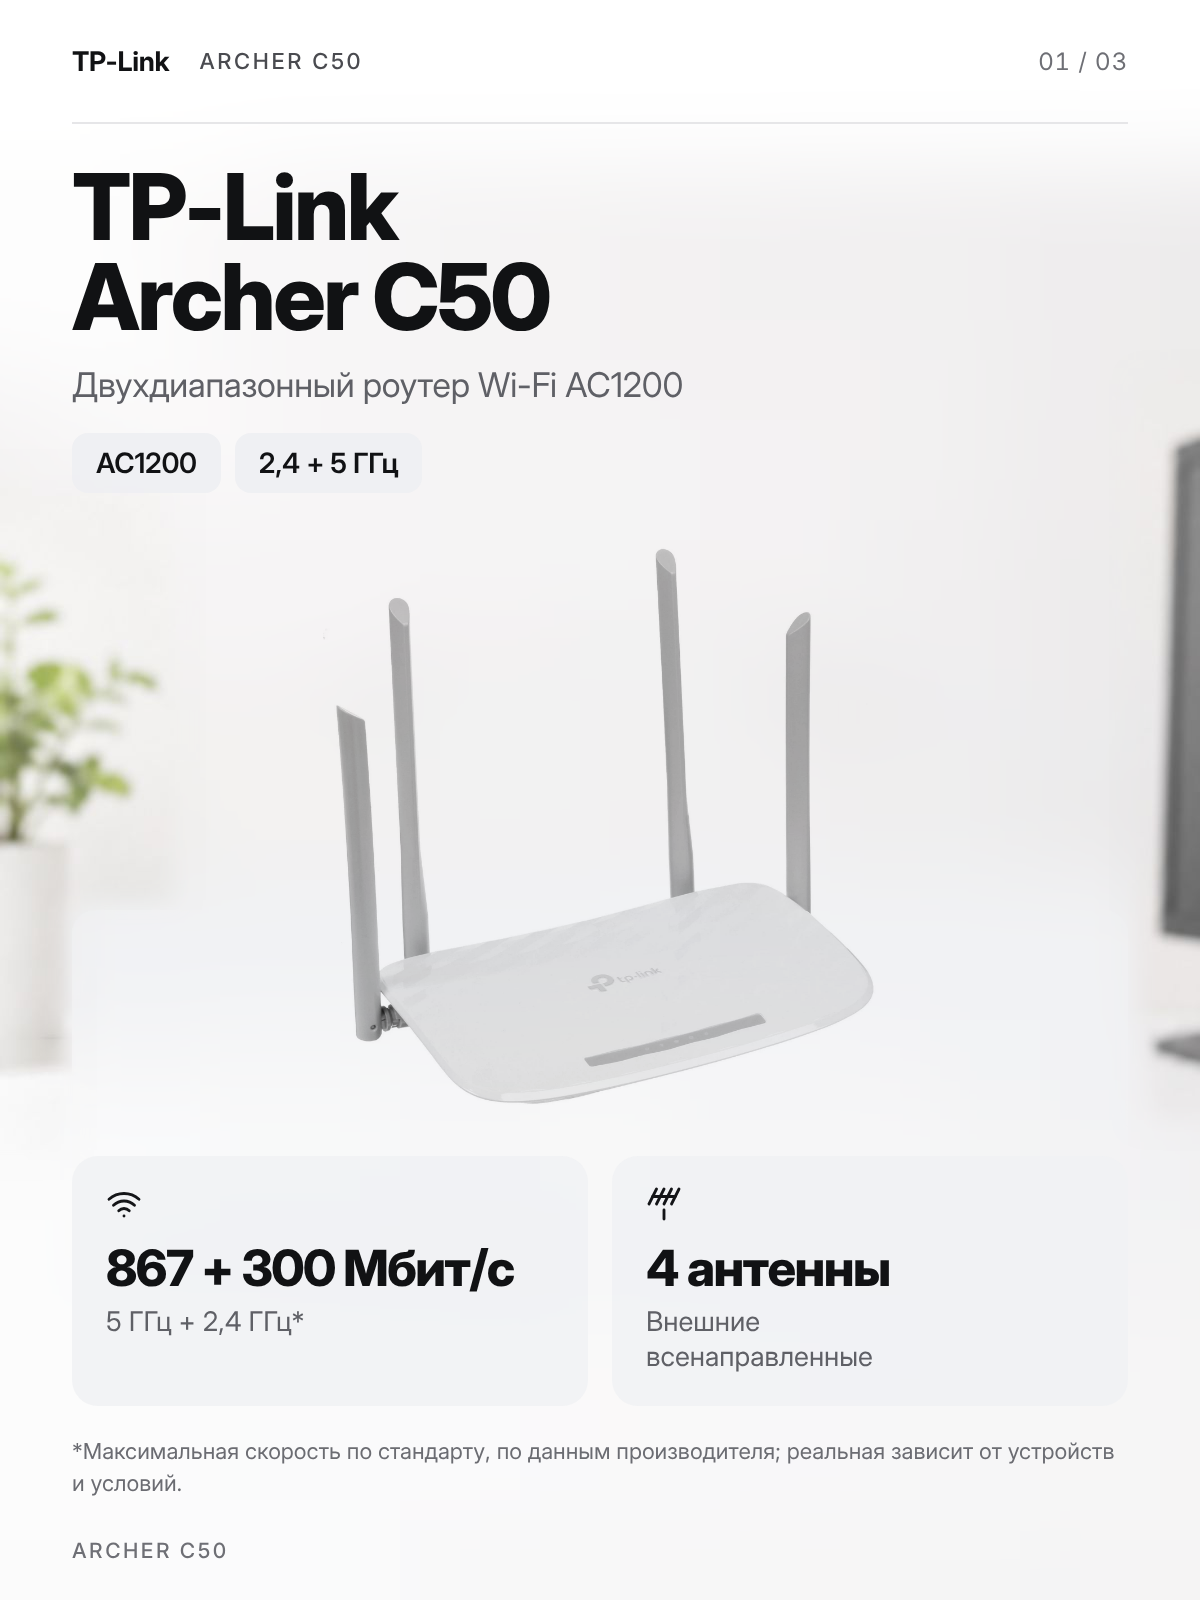 TP-Link ARCHER C50 01 / 03
TP-Link
Archer C50
Двухдиапазонный роутер Wi-Fi AC1200
AC1200 2,4 + 5 ГГц
tp-link
867 + 300 Мбит/с
5 ГГц + 2,4 ГГц*
4 антенны
Внешние
всенаправленные
*Максимальная скорость по стандарту, по данным производителя; реальная зависит от устройств
и условий.
ARCHER C50